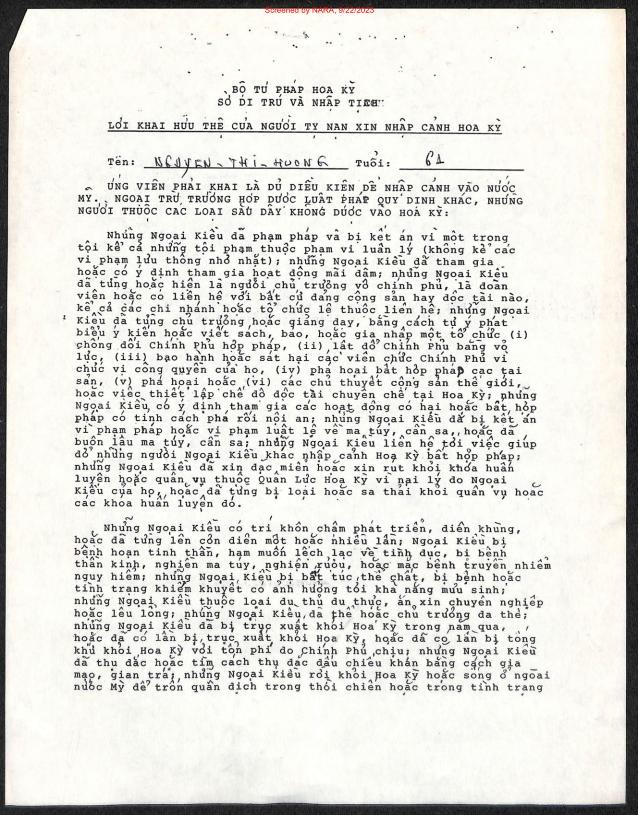 Screened by NARA, 9/22/2023
BỘ TƯ PHÁP HOA KỲ
SỞ DI TRÚ VÀ NHẬP TỊCH
LỜI KHAI HỮU THỆ CỦA NGƯỜI TỴ NAN XIN NHẬP CẢNH HOA KỲ
Tên: NGUYEN-THI-HUONG Tuổi: 61
ỨNG VIÊN PHẢI KHAI LÀ DỦ DIỀU KIÊN DỂ NHẬP CẢNH VÀO NƯỚC
MỸ. NGOẠI TRỪ TRƯỜNG HỢP DƯỢC LUẬT PHÁP QUY DINH KHÁC, NHỮNG
NGƯỜI THUỘC CÁC LOẠI SAU DÂY KHÔNG DƯỢC VÀO HOA KỲ:
Những Ngoại Kiều đã phạm pháp và bị kết án vì một trong
tội kể cả những tội phạm thuộc phạm vi luân lý (không kể các
vi phạm lưu thông nhỏ nhặt); những Ngoại Kiều đã tham gia
hoặc có ý định tham gia hoạt động mãi dâm; những Ngoại Kiều
đã từng hoặc hiện là người chủ trương vô chính phủ, là đoàn
viên hoặc có liên hệ với bất cứ đảng cộng sản hay độc tài nào,
kể cả các chi nhánh hoặc tổ chức lệ thuộc liên hệ; những Ngoại
Kiều đã từng chủ trương hoặc giảng dạy, bằng cách tự ý phát
biểu ý kiến hoặc viết sách, báo, hoặc gia nhập một tổ chức (i)
chống đối Chính Phủ hợp pháp, (ii) lật đổ Chính Phủ bằng võ
lực, (iii) bạo hành hoặc sát hại các viên chức Chính Phủ vì
chức vị công quyền của họ, (iv) phá hoại bất hợp pháp các tài
sản, (v) phá hoại hoặc (vi) các chủ thuyết cộng sản thế giới,
hoặc việc thiết lập chế độ độc tài chuyên chế tại Hoa Kỳ; những
Ngoại Kiều có ý định tham gia các hoạt động có hại hoặc bất hợp
pháp có tính cách phá rối nội an; những Ngoại Kiều đã bị kết án
vi phạm pháp hoặc vi phạm luật lệ về ma túy, cần sa, hoặc đã
buôn lậu ma túy, cần sa; những Ngoại Kiều liên hệ tới việc giúp
đỡ những người Ngoại Kiều khác nhập cảnh Hoa Kỳ bất hợp pháp;
những Ngoại Kiều đã xin đặc miễn hoặc xin rút khỏi khóa huấn
luyện hoặc quân vụ thuộc Quân Lực Hoa Kỳ vì nại lý do Ngoại
Kiều của họ, hoặc đã từng bị loại hoặc sa thải khỏi quân vụ hoặc
các khóa huấn luyện đó.
Những Ngoại Kiều có trí khôn chậm phát triển, điên khùng,
hoặc đã từng lên cơn điên một hoặc nhiều lần; Ngoại Kiều bị
bệnh hoạn tinh thần, ham muốn lệch lạc về tình dục, bị bệnh
thần kinh, nghiện ma túy, nghiện rượu, hoặc mắc bệnh truyền nhiễm
nguy hiểm; những Ngoại Kiều bị bất túc thể chất, bị bệnh hoặc
tình trạng khiếm khuyết có ảnh hưởng tới khả năng mưu sinh;
những Ngoại Kiều thuộc loại du thủ du thực, ăn xin chuyên nghiệp
hoặc lêu lổng; những Ngoại Kiều đa thê hoặc chủ trương đa thê;
những Ngoại Kiều đã bị trục xuất khỏi Hoa Kỳ trong năm qua,
hoặc đã có lần bị trục xuất khỏi Hoa Kỳ, hoặc đã có lần bị tống
khứ khỏi Hoa Kỳ với tổn phí do Chính Phủ chịu; những Ngoại Kiều
đã thủ đắc hoặc tìm cách thủ đắc dấu chiếu khán bằng cách giả
mạo, gian trá; những Ngoại Kiều rời khỏi Hoa Kỳ hoặc sống ở ngoài
nước Mỹ để trốn quân dịch trong thời chiến hoặc trong tình trạng